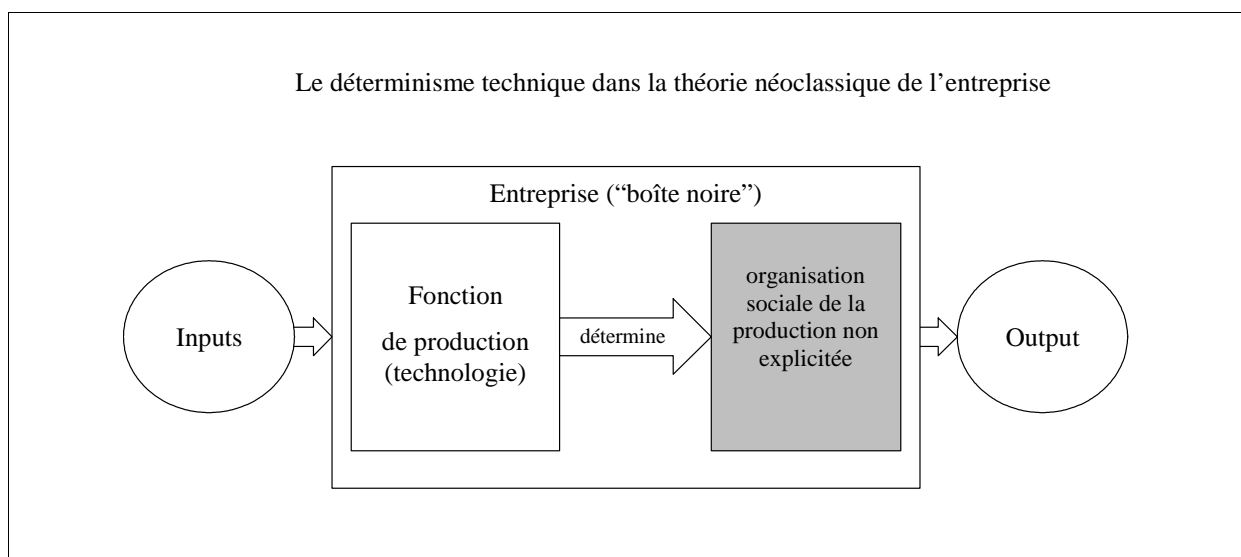 Le déterminisme technique dans la théorie néoclassique de l’entreprise
Entreprise (“boîte noire”)
Inputs
Fonction
de production
(technologie)
détermine
organisation
sociale de la
production non
explicitée
Output